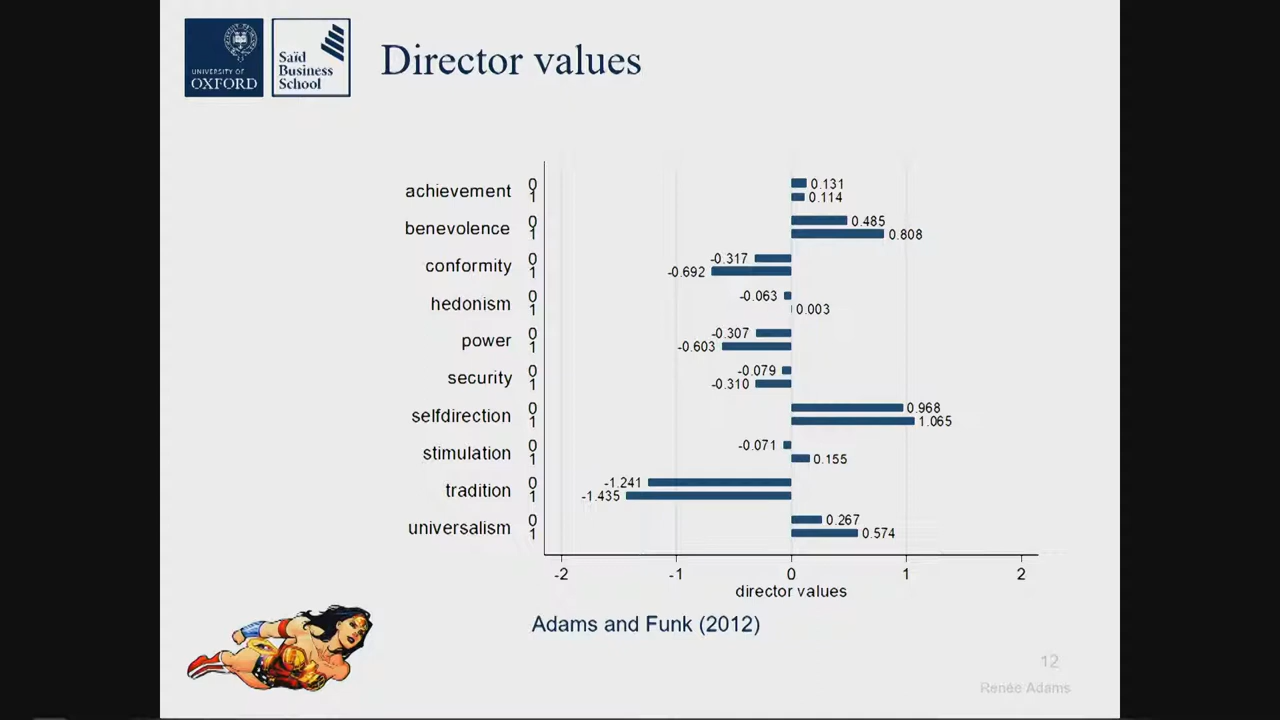 UNIVERSITY OF
OXFORD
Saïd
Business
School
Director values
achievement 0 0.131
1 0.114
benevolence 0 0.485
1 0.808
conformity 0 -0.317
1 -0.692
hedonism 0 -0.063
1 0.003
power 0 -0.307
1 -0.603
security 0 -0.079
1 -0.310
selfdirection 0 0.968
1 1.065
stimulation 0 -0.071
1 0.155
tradition 0 -1.241
1 -1.435
universalism 0 0.267
1 0.574
-2 -1 0 1 2
director values
Adams and Funk (2012)
12
Renée Adams